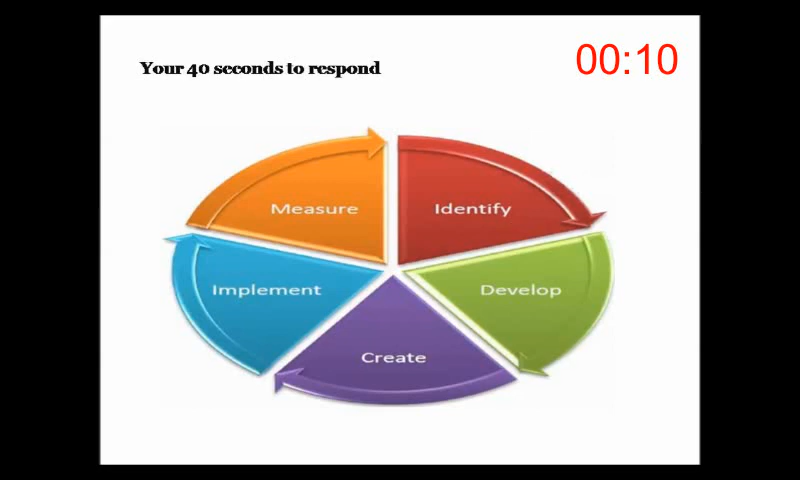 Your 40 seconds to respond
00:10
Measure
Identify
Implement
Develop
Create